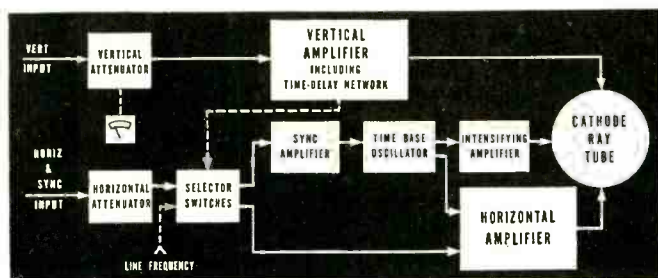 VERT
INPUT
VERTICAL
ATTENUATOR
VERTICAL
AMPLIFIER
INCLUDING
TIME-DELAY NETWORK
CATHODE
RAY
TUBE
SYNC
AMPLIFIER
TIME BASE
OSCILLATOR
INTENSIFYING
AMPLIFIER
HORIZ
&
SYNC
INPUT
HORIZONTAL
ATTENUATOR
SELECTOR
SWITCHES
HORIZONTAL
AMPLIFIER
LINE FREQUENCY